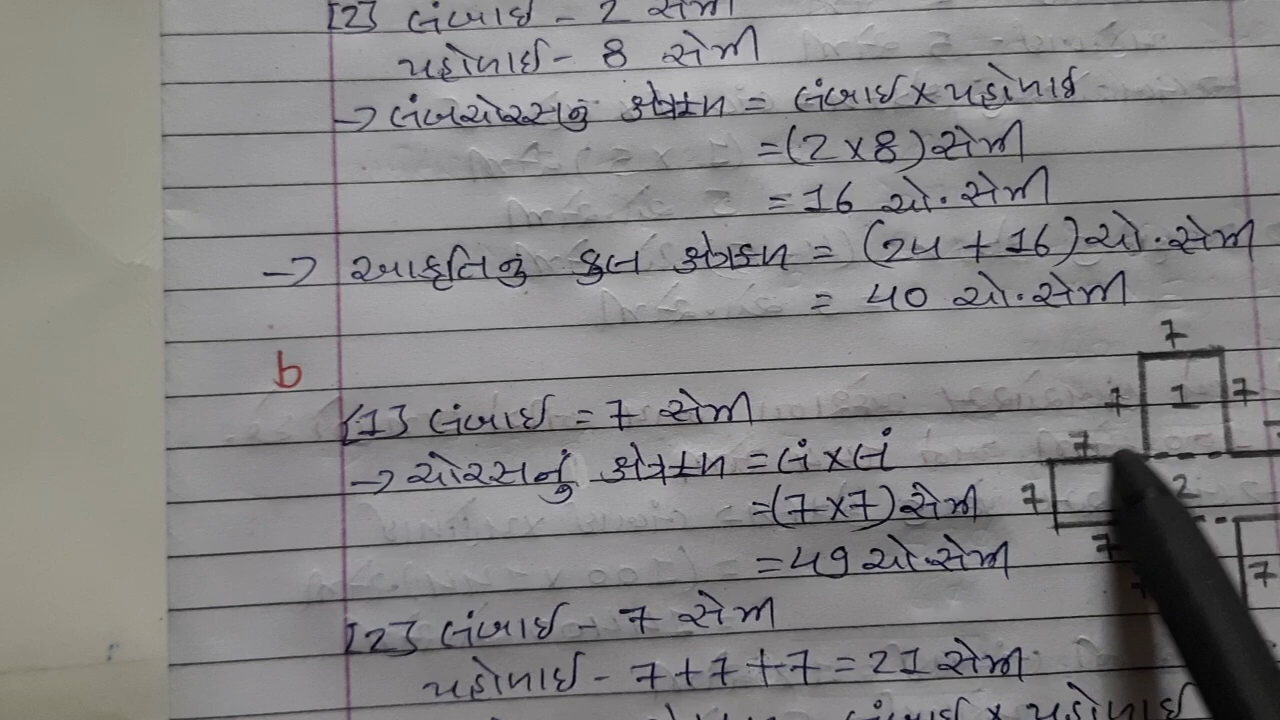 [2] લંબાઈ - 2 સેમી
પહોળાઈ - 8 સેમી
→ લંબચોરસનું ક્ષેત્રફળ = લંબાઈ × પહોળાઈ
= (2 × 8) સેમી
= 16 ચો. સેમી
→ આકૃતિનું કુલ ક્ષેત્રફળ = (24 + 16) ચો. સેમી
= 40 ચો. સેમી
b
[1] લંબાઈ = 7 સેમી
→ ચોરસનું ક્ષેત્રફળ = લં × લં
= (7 × 7) સેમી
= 49 ચો. સેમી
[2] લંબાઈ - 7 સેમી
પહોળાઈ - 7 + 7 + 7 = 21 સેમી
લંબાઈ × પહોળાઈ
7
7 1 7
7
7 2
7
7